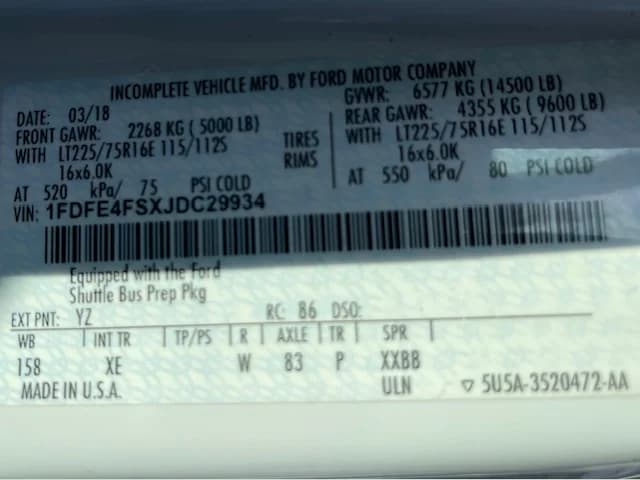 INCOMPLETE VEHICLE MFD. BY FORD MOTOR COMPANY
DATE: 03/18 GVWR: 6577 KG (14500 LB)
FRONT GAWR: 2268 KG ( 5000 LB) REAR GAWR: 4355 KG ( 9600 LB)
WITH LT225/75R16E 115/112S TIRES WITH LT225/75R16E 115/112S
16x6.0K RIMS 16x6.0K
AT 520 kPa/ 75 PSI COLD AT 550 kPa/ 80 PSI COLD
VIN: 1FDFE4FSXJDC29934
Equipped with the Ford
Shuttle Bus Prep Pkg
EXT PNT: YZ RC: 86 DSO:
WB INT TR TP/PS R AXLE TR SPR
158 XE W 83 P XXBB
MADE IN U.S.A. ULN ▽ 5U5A-3520472-AA